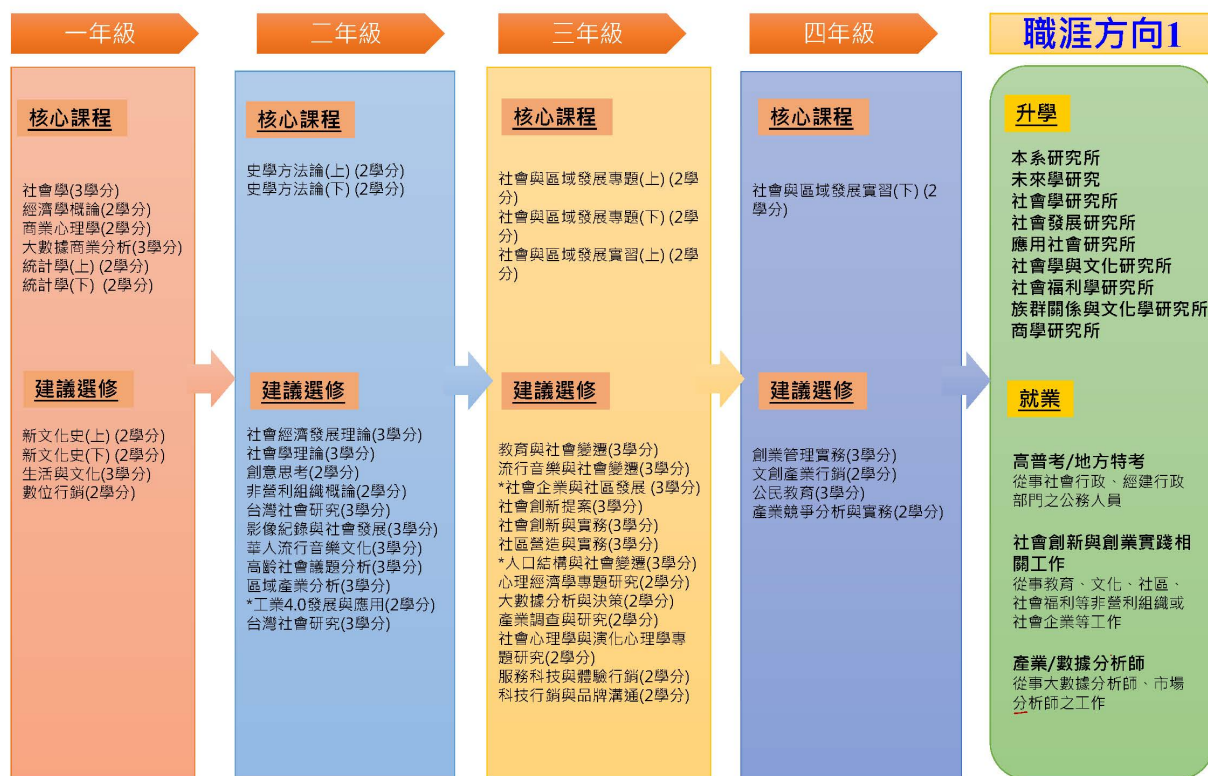 一年級
核心課程
社會學(3學分)
經濟學概論(2學分)
商業心理學(2學分)
大數據商業分析(3學分)
統計學(上) (2學分)
統計學(下) (2學分)
建議選修
新文化史(上) (2學分)
新文化史(下) (2學分)
生活與文化(3學分)
數位行銷(2學分)
二年級
核心課程
史學方法論(上) (2學分)
史學方法論(下) (2學分)
建議選修
社會經濟發展理論(3學分)
社會學理論(3學分)
創意思考(2學分)
非營利組織概論(2學分)
台灣社會研究(3學分)
影像紀錄與社會發展(3學分)
華人流行音樂文化(3學分)
高齡社會議題分析(3學分)
區域產業分析(3學分)
*工業4.0發展與應用(2學分)
台灣社會研究(3學分)
三年級
核心課程
社會與區域發展專題(上) (2學
分)
社會與區域發展專題(下) (2學
分)
社會與區域發展實習(上) (2學
分)
建議選修
教育與社會變遷(3學分)
流行音樂與社會變遷(3學分)
*社會企業與社區發展 (3學分)
社會創新提案(3學分)
社會創新與實務(3學分)
社區營造與實務(3學分)
*人口結構與社會變遷(3學分)
心理經濟學專題研究(2學分)
大數據分析與決策(2學分)
產業調查與研究(2學分)
社會心理學與演化心理學專
題研究(2學分)
服務科技與體驗行銷(2學分)
科技行銷與品牌溝通(2學分)
四年級
核心課程
社會與區域發展實習(下) (2
學分)
建議選修
創業管理實務(3學分)
文創產業行銷(2學分)
公民教育(3學分)
產業競爭分析與實務(2學分)
職涯方向1
升學
本系研究所
未來學研究
社會學研究所
社會發展研究所
應用社會研究所
社會學與文化研究所
社會福利學研究所
族群關係與文化學研究所
商學研究所
就業
高普考/地方特考
從事社會行政、經建行政
部門之公務人員
社會創新與創業實踐相
關工作
從事教育、文化、社區、
社會福利等非營利組織或
社會企業等工作
產業/數據分析師
從事大數據分析師、市場
分析師之工作